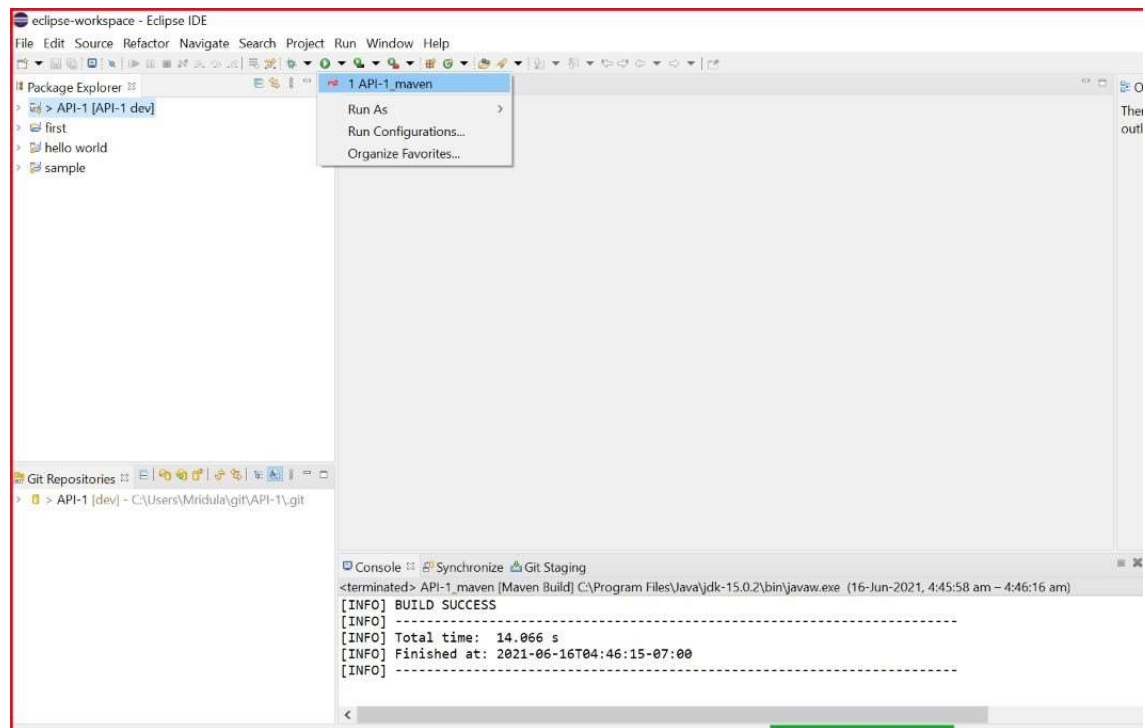 eclipse-workspace - Eclipse IDE
File Edit Source Refactor Navigate Search Project Run Window Help
Package Explorer
> API-1 [API-1 dev]
first
hello world
sample
1 API-1_maven
Run As
Run Configurations...
Organize Favorites...
Git Repositories
> API-1 [dev] - C:\Users\Mridula\git\API-1\.git
Console Synchronize Git Staging
<terminated> API-1_maven [Maven Build] C:\Program Files\Java\jdk-15.0.2\bin\javaw.exe (16-Jun-2021, 4:45:58 am – 4:46:16 am)
[INFO] BUILD SUCCESS
[INFO] ------------------------------------------------------------------------
[INFO] Total time: 14.066 s
[INFO] Finished at: 2021-06-16T04:46:15-07:00
[INFO] ------------------------------------------------------------------------